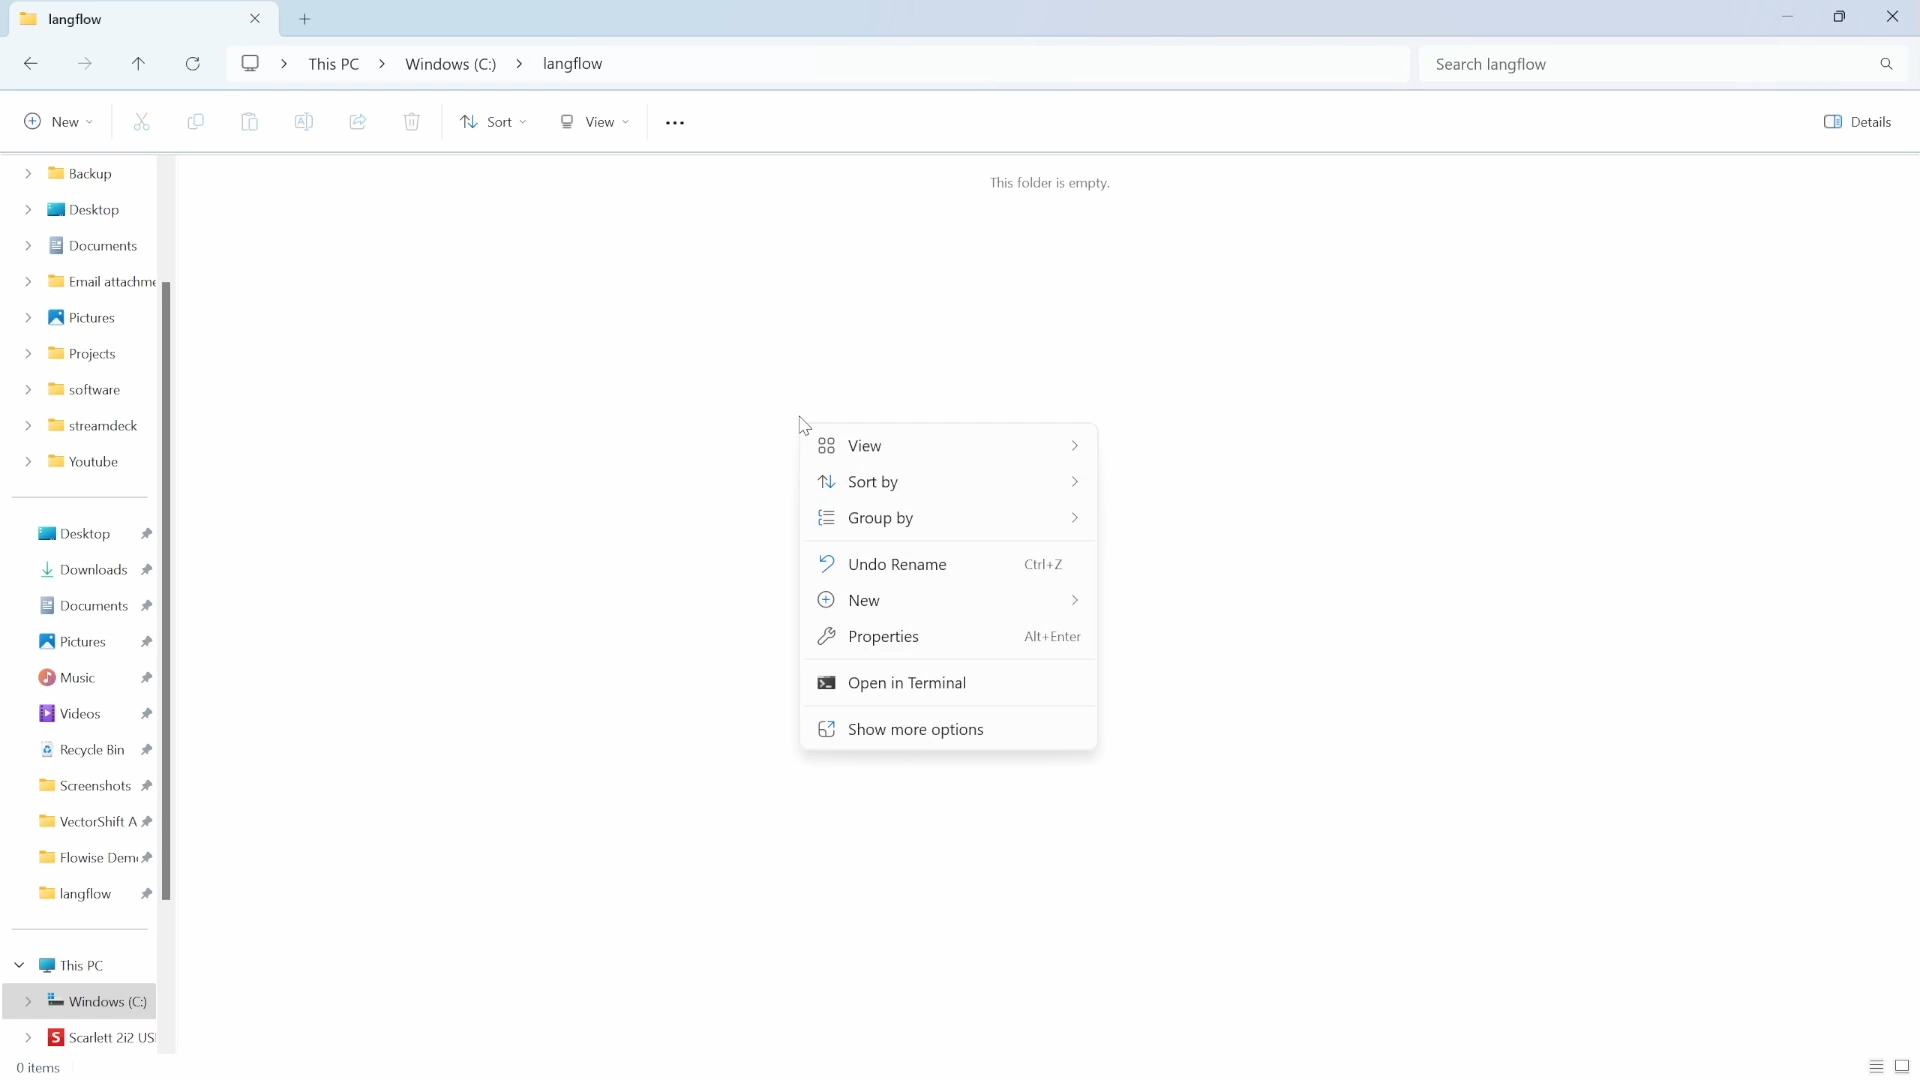 langflow
This PC > Windows (C:) > langflow
Search langflow
New
Sort
View
Details
Backup
Desktop
Documents
Email attachme
Pictures
Projects
software
streamdeck
Youtube
Desktop
Downloads
Documents
Pictures
Music
Videos
Recycle Bin
Screenshots
VectorShift A
Flowise Dem
langflow
This PC
Windows (C:)
Scarlett 2i2 US
0 items
This folder is empty.
View
Sort by
Group by
Undo Rename Ctrl+Z
New
Properties Alt+Enter
Open in Terminal
Show more options